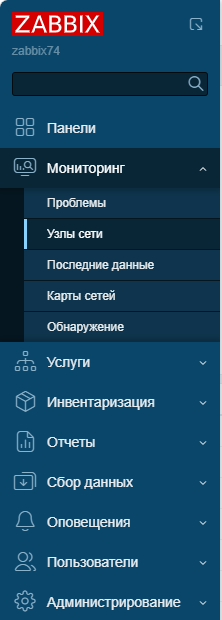 ZABBIX
zabbix74
Панели
Мониторинг
Проблемы
Узлы сети
Последние данные
Карты сетей
Обнаружение
Услуги
Инвентаризация
Отчеты
Сбор данных
Оповещения
Пользователи
Администрирование